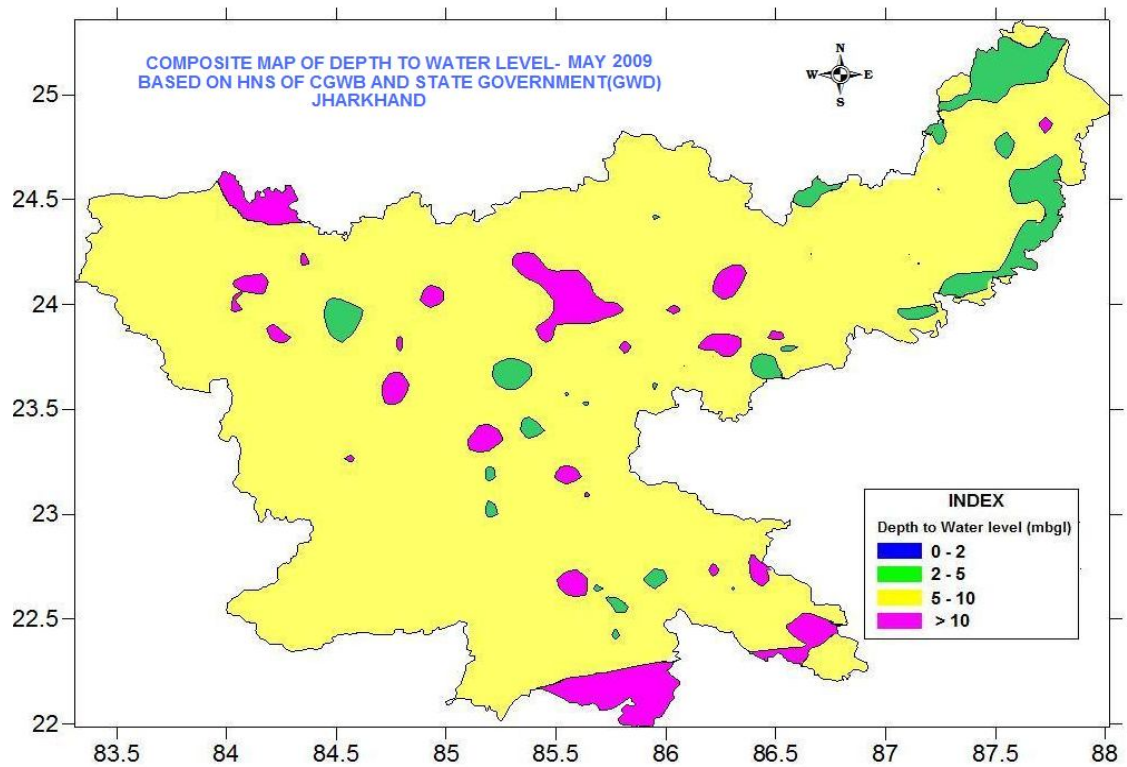 COMPOSITE MAP OF DEPTH TO WATER LEVEL- MAY 2009
BASED ON HNS OF CGWB AND STATE GOVERNMENT(GWD)
JHARKHAND
N
W E
S
25
24.5
24
23.5
23
22.5
22
INDEX
Depth to Water level (mbgl)
0 - 2
2 - 5
5 - 10
> 10
83.5 84 84.5 85 85.5 86 86.5 87 87.5 88